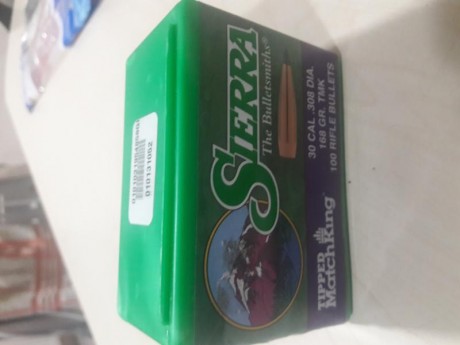 SIERRA
The Bulletsmiths®
30 CAL .308 DIA.
168 GR. TMK
100 RIFLE BULLETS
TIPPED
MatchKing